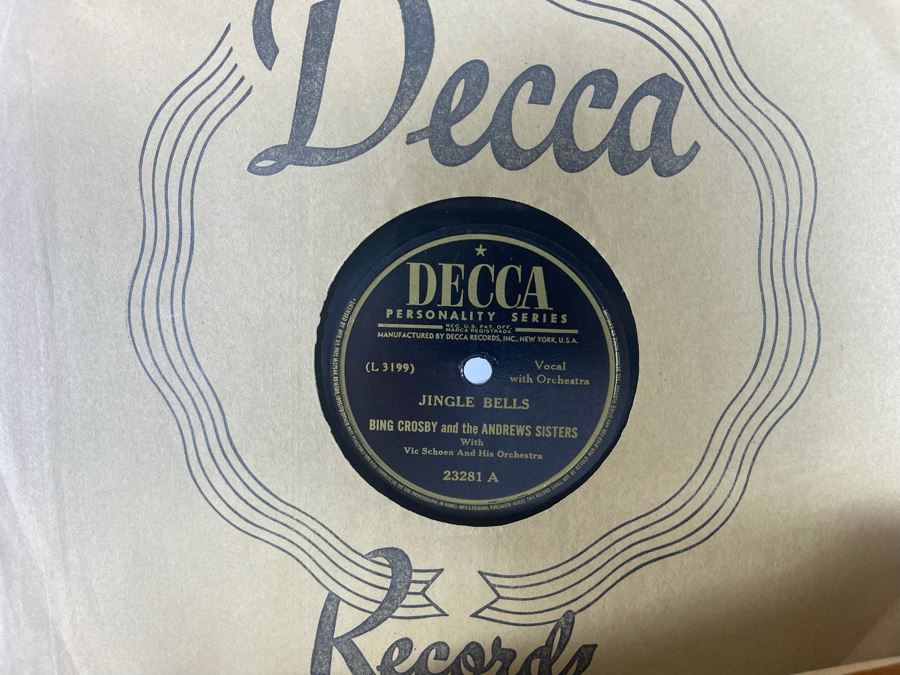 Decca
DECCA
PERSONALITY SERIES
REG. U.S. PAT. OFF.
MARCA REGISTRADA
MANUFACTURED BY DECCA RECORDS, INC., NEW YORK, U.S.A.
(L 3199)
Vocal
with Orchestra
JINGLE BELLS
BING CROSBY and the ANDREWS SISTERS
With
Vic Schoen And His Orchestra
23281 A
Records